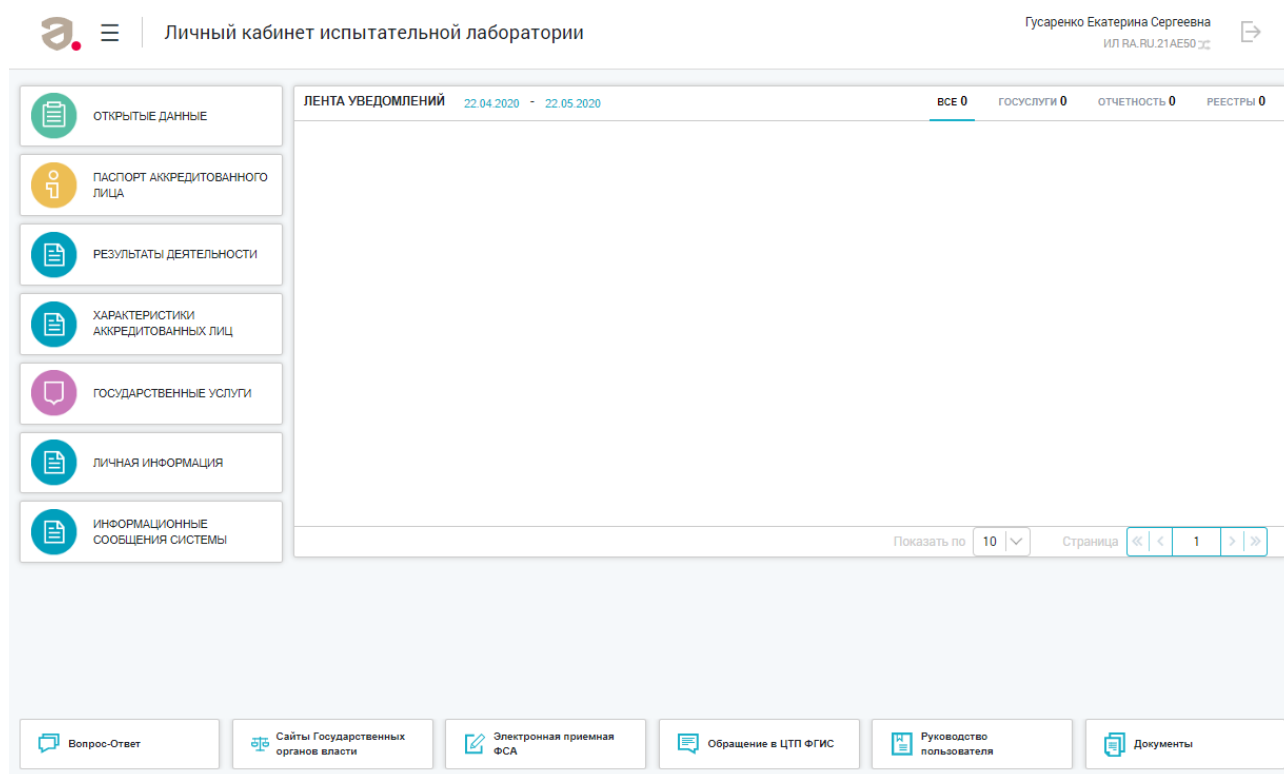 Личный кабинет испытательной лаборатории
Гусаренко Екатерина Сергеевна
ИЛ RA.RU.21АЕ50
ОТКРЫТЫЕ ДАННЫЕ
ПАСПОРТ АККРЕДИТОВАННОГО
ЛИЦА
РЕЗУЛЬТАТЫ ДЕЯТЕЛЬНОСТИ
ХАРАКТЕРИСТИКИ
АККРЕДИТОВАННЫХ ЛИЦ
ГОСУДАРСТВЕННЫЕ УСЛУГИ
ЛИЧНАЯ ИНФОРМАЦИЯ
ИНФОРМАЦИОННЫЕ
СООБЩЕНИЯ СИСТЕМЫ
ЛЕНТА УВЕДОМЛЕНИЙ 22.04.2020 - 22.05.2020
ВСЕ 0 ГОСУСЛУГИ 0 ОТЧЕТНОСТЬ 0 РЕЕСТРЫ 0
Показать по 10 Страница 1
Вопрос-Ответ
Сайты Государственных
органов власти
Электронная приемная
ФСА
Обращение в ЦТП ФГИС
Руководство
пользователя
Документы